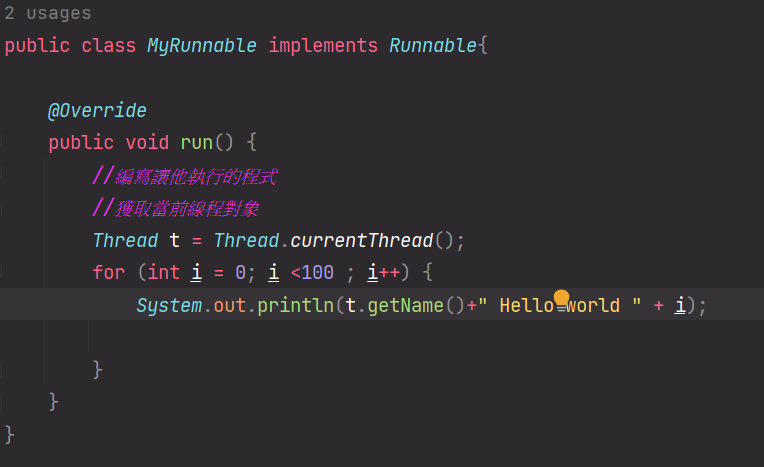 2 usages
public class MyRunnable implements Runnable{
@Override
public void run() {
//編寫讓他執行的程式
//獲取當前線程對象
Thread t = Thread.currentThread();
for (int i = 0; i <100 ; i++) {
System.out.println(t.getName()+" Hello world " + i);
}
}
}